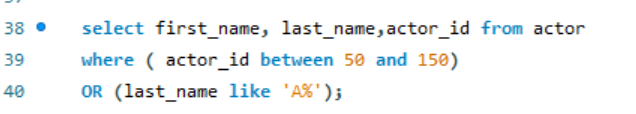 38 select first_name, last_name,actor_id from actor
39 where ( actor_id between 50 and 150)
40 OR (last_name like 'A%');